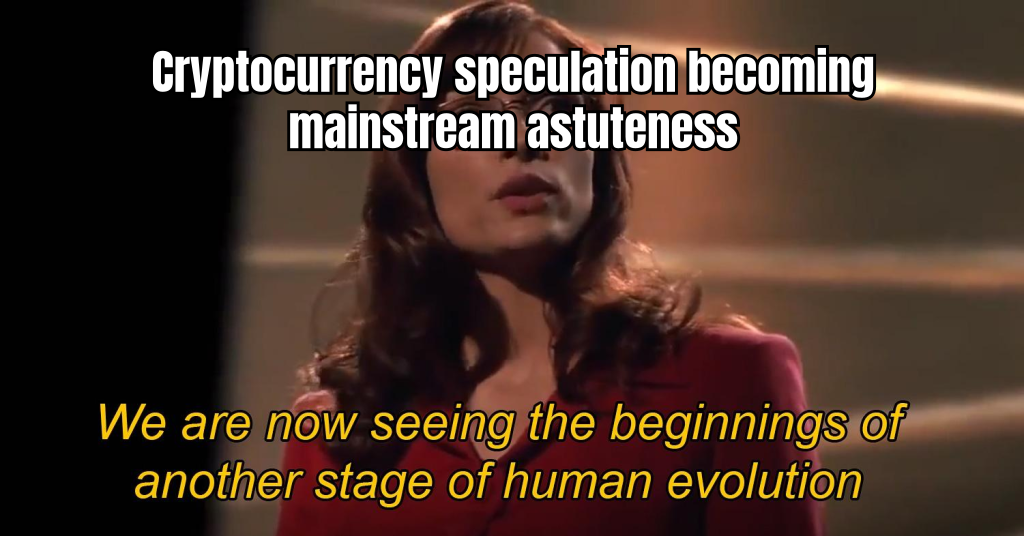 Cryptocurrency speculation becoming
mainstream astuteness
We are now seeing the beginnings of
another stage of human evolution